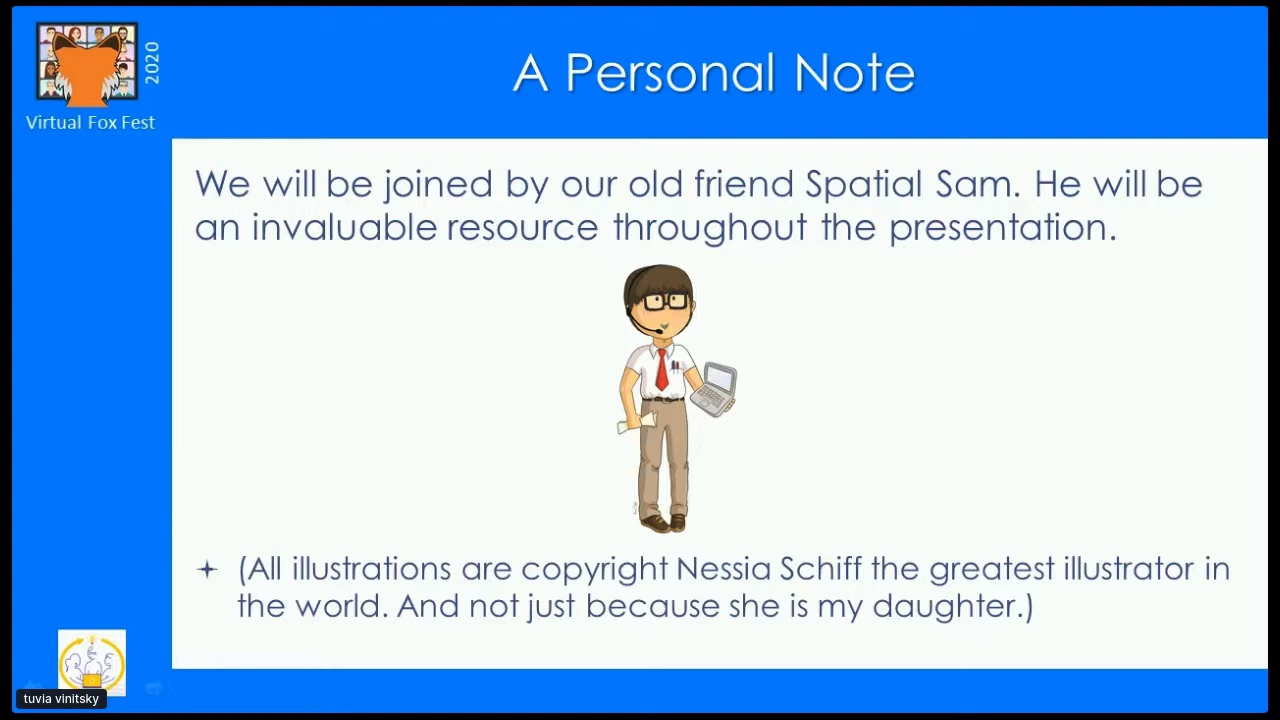 2020
Virtual Fox Fest
A Personal Note
We will be joined by our old friend Spatial Sam. He will be
an invaluable resource throughout the presentation.
(All illustrations are copyright Nessia Schiff the greatest illustrator in
the world. And not just because she is my daughter.)
tuvia vinitsky